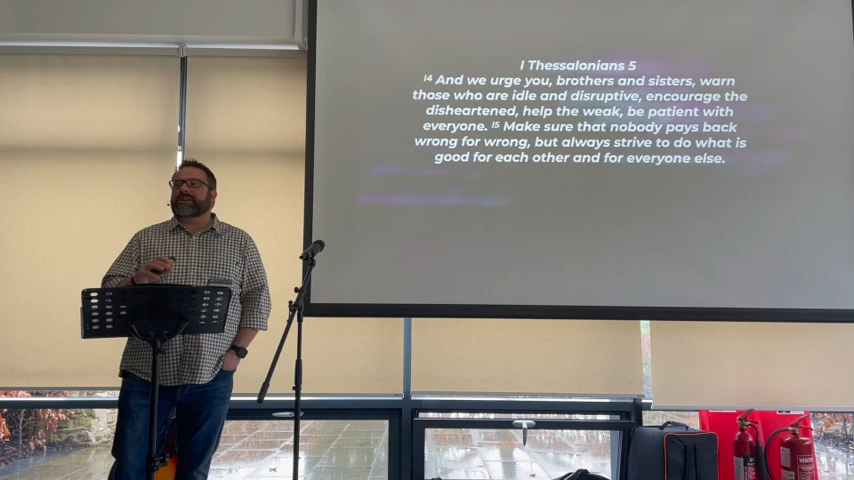 I Thessalonians 5
14 And we urge you, brothers and sisters, warn
those who are idle and disruptive, encourage the
disheartened, help the weak, be patient with
everyone. 15 Make sure that nobody pays back
wrong for wrong, but always strive to do what is
good for each other and for everyone else.
WATER